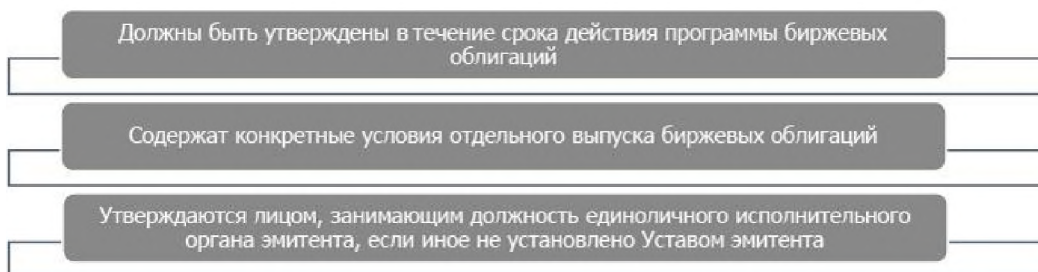 Должны быть утверждены в течение срока действия программы биржевых
облигаций
Содержат конкретные условия отдельного выпуска биржевых облигаций
Утверждаются лицом, занимающим должность единоличного исполнительного
органа эмитента, если иное не установлено Уставом эмитента